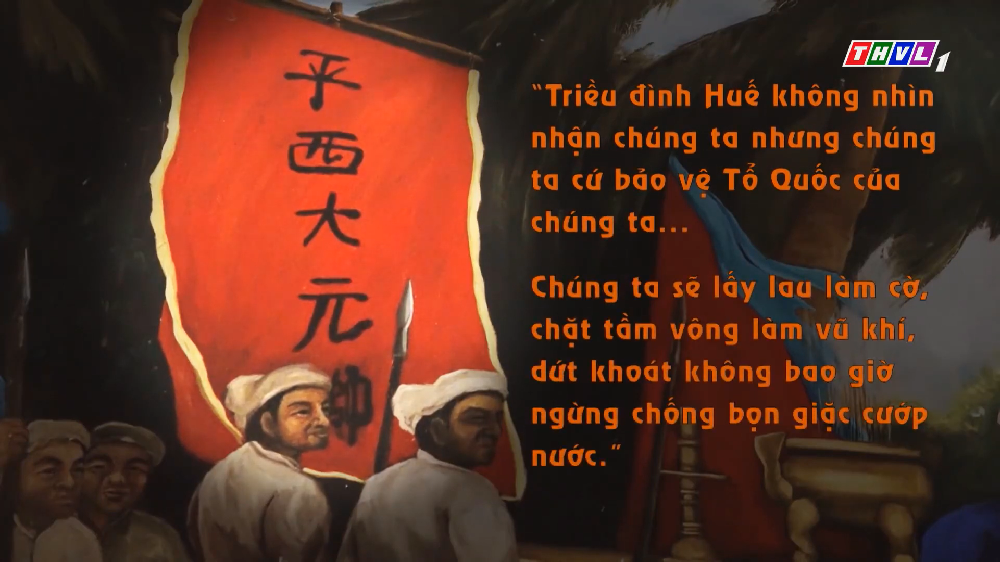 平
西
大
元
帥
THVL1
“Triều đình Huế không nhìn
nhận chúng ta nhưng chúng
ta cứ bảo vệ Tổ Quốc của
chúng ta...
Chúng ta sẽ lấy lau làm cờ,
chặt tầm vông làm vũ khí,
dứt khoát không bao giờ
ngừng chống bọn giặc cướp
nước.”